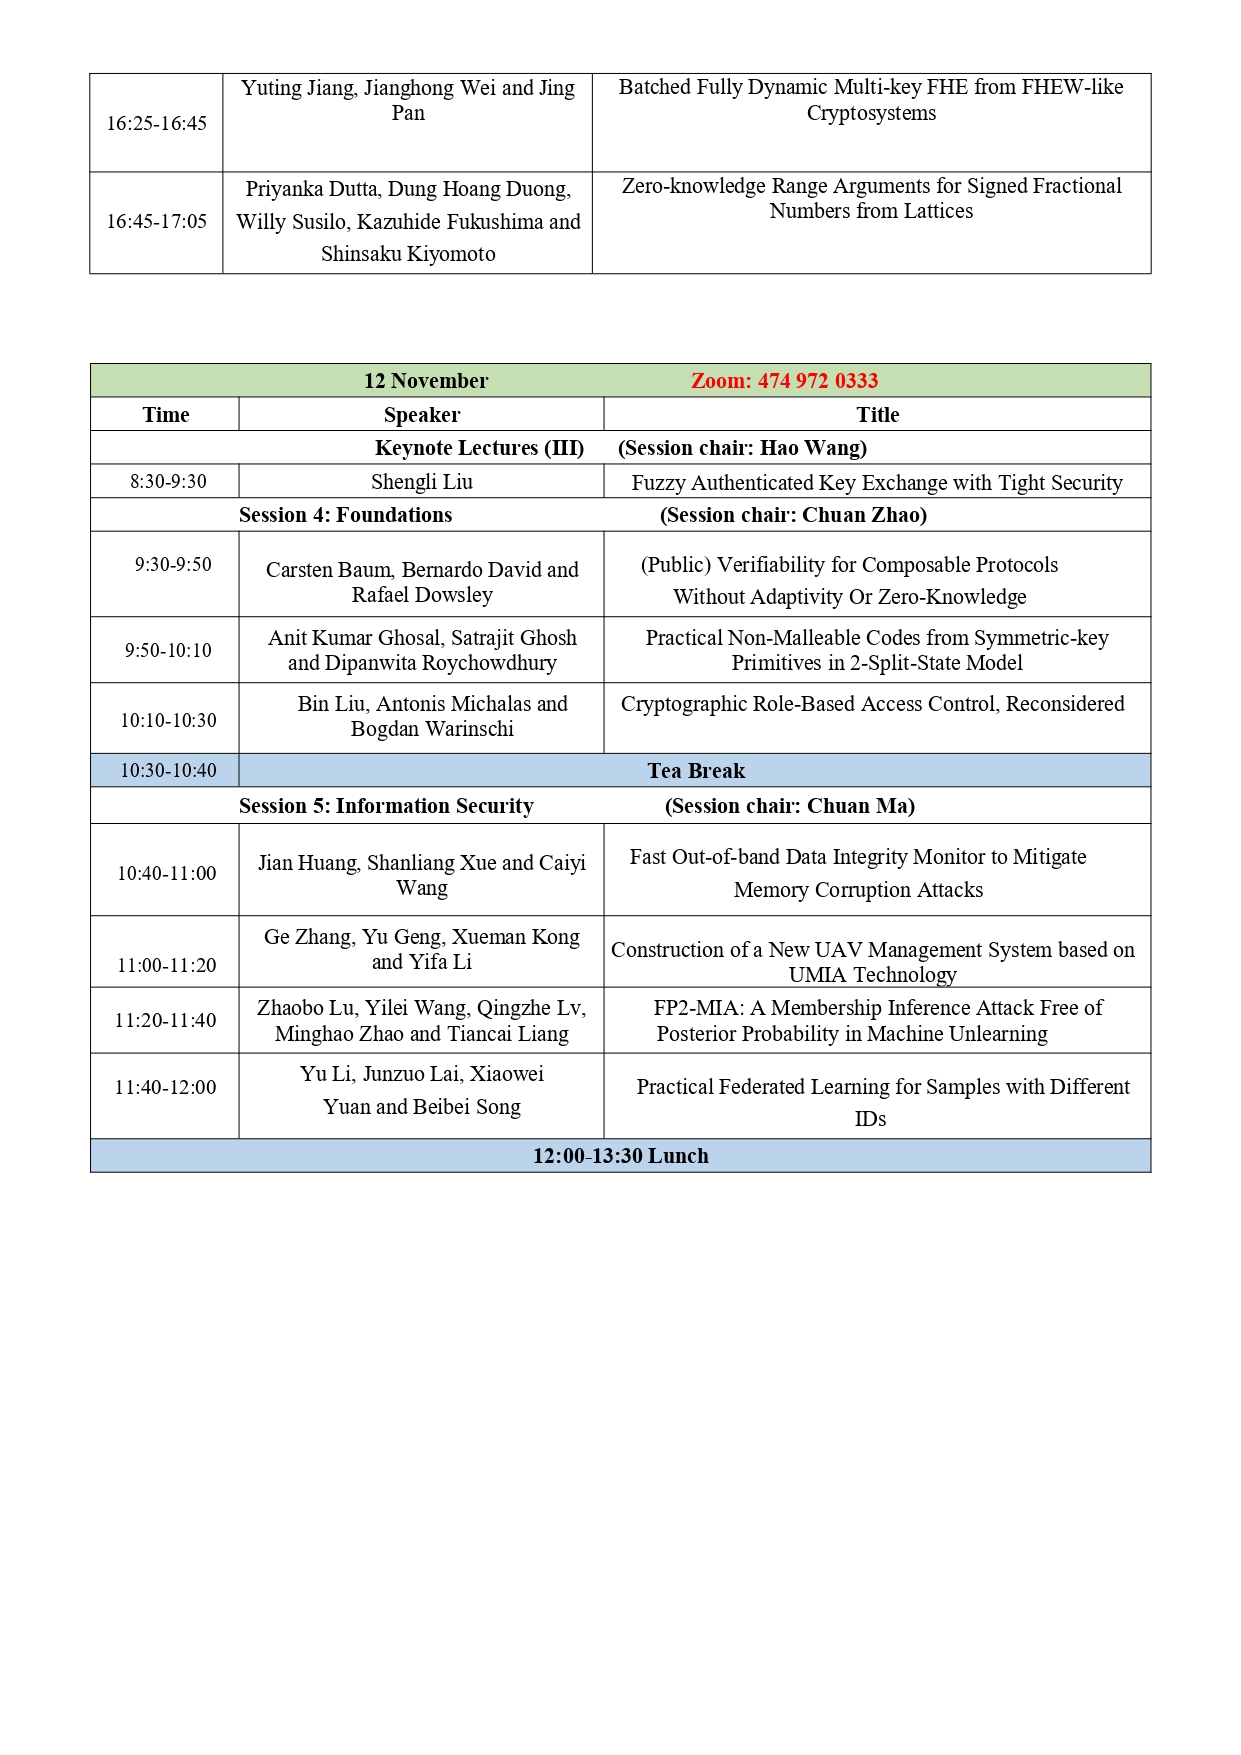 16:25-16:45
Yuting Jiang, Jianghong Wei and Jing
Pan
Batched Fully Dynamic Multi-key FHE from FHEW-like
Cryptosystems
16:45-17:05
Priyanka Dutta, Dung Hoang Duong,
Willy Susilo, Kazuhide Fukushima and
Shinsaku Kiyomoto
Zero-knowledge Range Arguments for Signed Fractional
Numbers from Lattices
12 November Zoom: 474 972 0333
Time Speaker Title
Keynote Lectures (III) (Session chair: Hao Wang)
8:30-9:30 Shengli Liu Fuzzy Authenticated Key Exchange with Tight Security
Session 4: Foundations (Session chair: Chuan Zhao)
9:30-9:50
Carsten Baum, Bernardo David and
Rafael Dowsley
(Public) Verifiability for Composable Protocols
Without Adaptivity Or Zero-Knowledge
9:50-10:10
Anit Kumar Ghosal, Satrajit Ghosh
and Dipanwita Roychowdhury
Practical Non-Malleable Codes from Symmetric-key
Primitives in 2-Split-State Model
10:10-10:30
Bin Liu, Antonis Michalas and
Bogdan Warinschi
Cryptographic Role-Based Access Control, Reconsidered
10:30-10:40 Tea Break
Session 5: Information Security (Session chair: Chuan Ma)
10:40-11:00
Jian Huang, Shanliang Xue and Caiyi
Wang
Fast Out-of-band Data Integrity Monitor to Mitigate
Memory Corruption Attacks
11:00-11:20
Ge Zhang, Yu Geng, Xueman Kong
and Yifa Li
Construction of a New UAV Management System based on
UMIA Technology
11:20-11:40
Zhaobo Lu, Yilei Wang, Qingzhe Lv,
Minghao Zhao and Tiancai Liang
FP2-MIA: A Membership Inference Attack Free of
Posterior Probability in Machine Unlearning
11:40-12:00
Yu Li, Junzuo Lai, Xiaowei
Yuan and Beibei Song
Practical Federated Learning for Samples with Different
IDs
12:00-13:30 Lunch